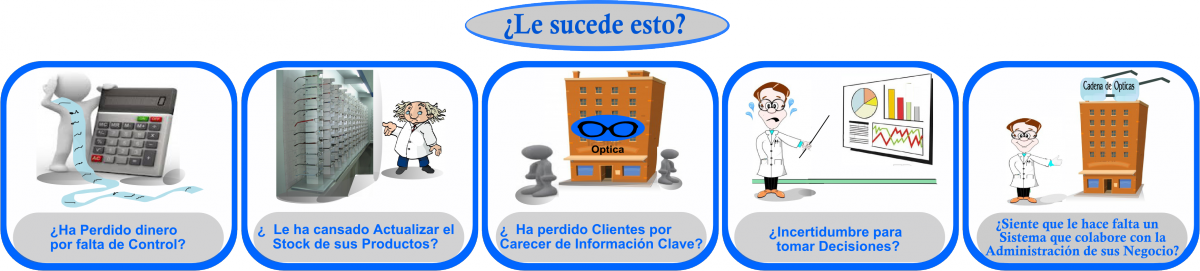 ¿Le sucede esto?
Optica
Cadena de Opticas
¿Ha Perdido dinero
por falta de Control?
¿ Le ha cansado Actualizar el
Stock de sus Productos?
¿ Ha perdido Clientes por
Carecer de Información Clave?
¿Incertidumbre para
tomar Decisiones?
¿Siente que le hace falta un
Sistema que colabore con la
Administración de sus Negocio?